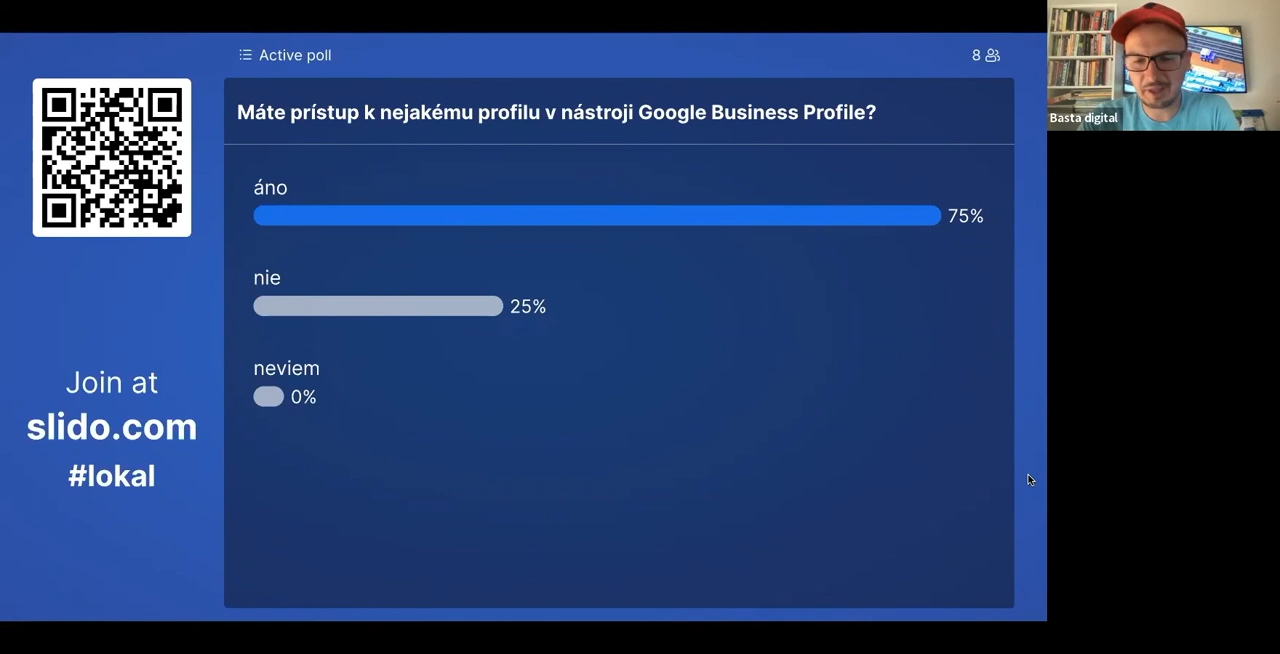 Active poll
8
Máte prístup k nejakému profilu v nástroji Google Business Profile?
áno
75%
nie
25%
neviem
0%
Join at
slido.com
#lokal
Basta digital